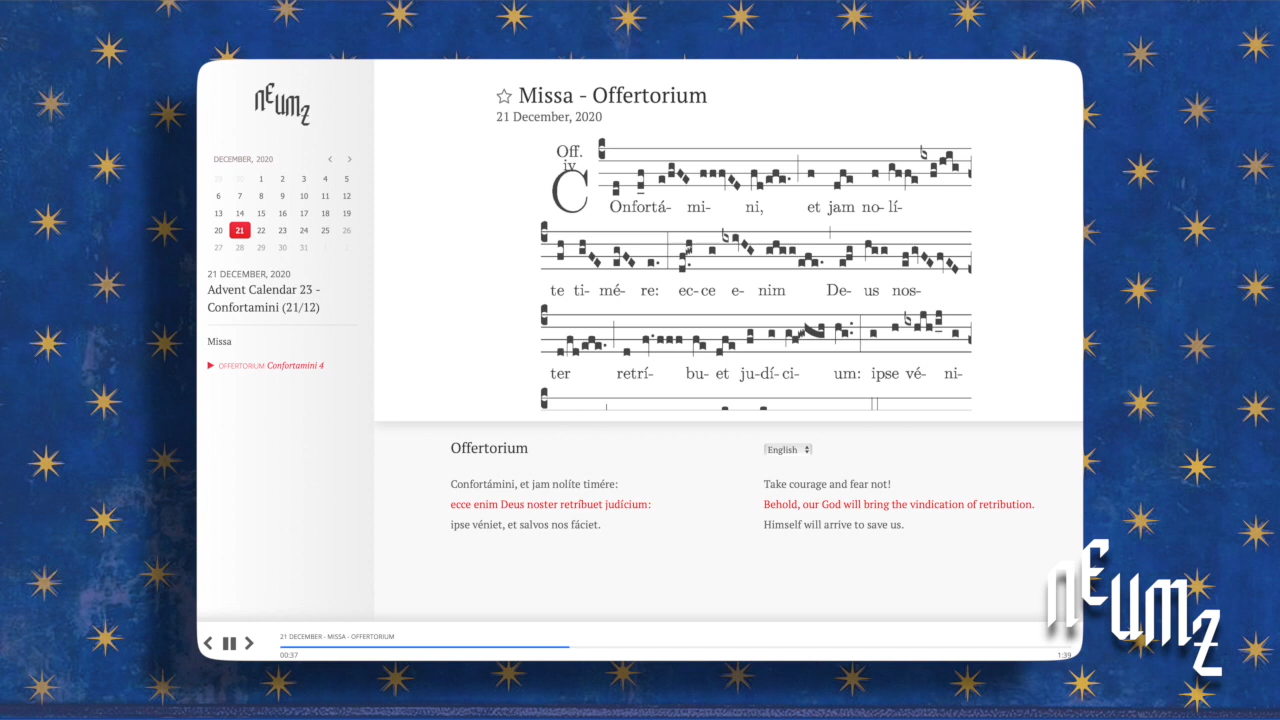 NEUMZ
DECEMBER, 2020
29 30 1 2 3 4 5
6 7 8 9 10 11 12
13 14 15 16 17 18 19
20 21 22 23 24 25 26
27 28 29 30 31 1 2
21 DECEMBER, 2020
Advent Calendar 23 -
Confortamini (21/12)
Missa
OFFERTORIUM Confortamini 4
Missa - Offertorium
21 December, 2020
Off.
iv
COnfortá- mi- ni, et jam no- lí-
te ti- mé- re: ec- ce e- nim De- us nos-
ter retrí- bu- et ju- dí- ci- um: ipse vé- ni-
Offertorium
English
Confortámini, et jam nolíte timére:
ecce enim Deus noster retríbuet judícium:
ipse véniet, et salvos nos fáciet.
Take courage and fear not!
Behold, our God will bring the vindication of retribution.
Himself will arrive to save us.
21 DECEMBER - MISSA - OFFERTORIUM
00:37
1:39
NEUMZ